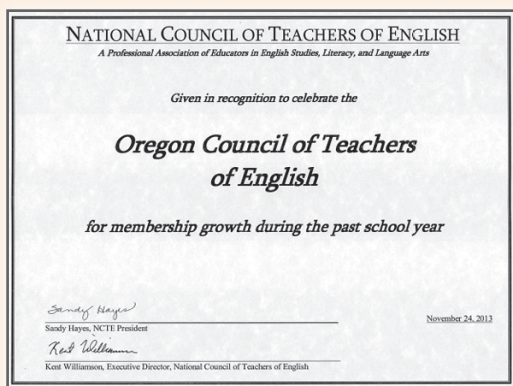 NATIONAL COUNCIL OF TEACHERS OF ENGLISH
A Professional Association of Educators in English Studies, Literacy, and Language Arts
Given in recognition to celebrate the
Oregon Council of Teachers
of English
for membership growth during the past school year
Sandy Hayes
November 24, 2013
Sandy Hayes, NCTE President
Kent Williamson
Kent Williamson, Executive Director, National Council of Teachers of English